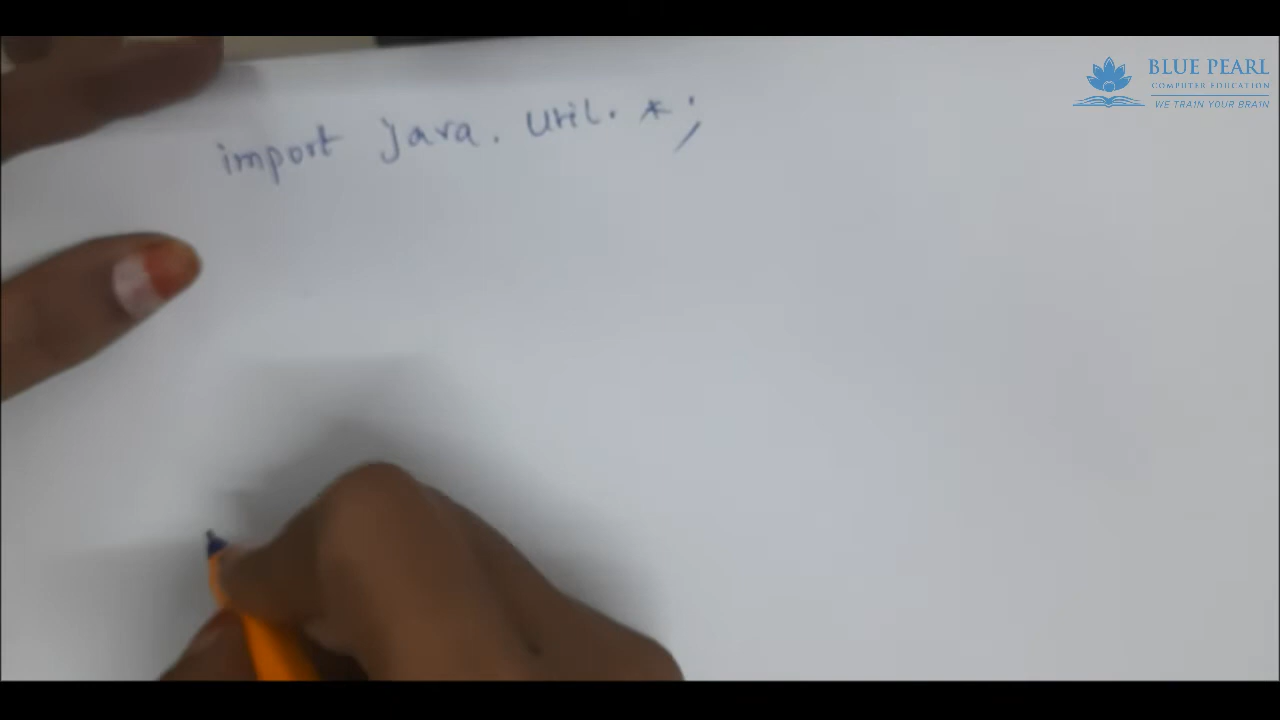 import java. Util. *;
BLUE PEARL
COMPUTER EDUCATION
WE TRAIN YOUR BRAIN